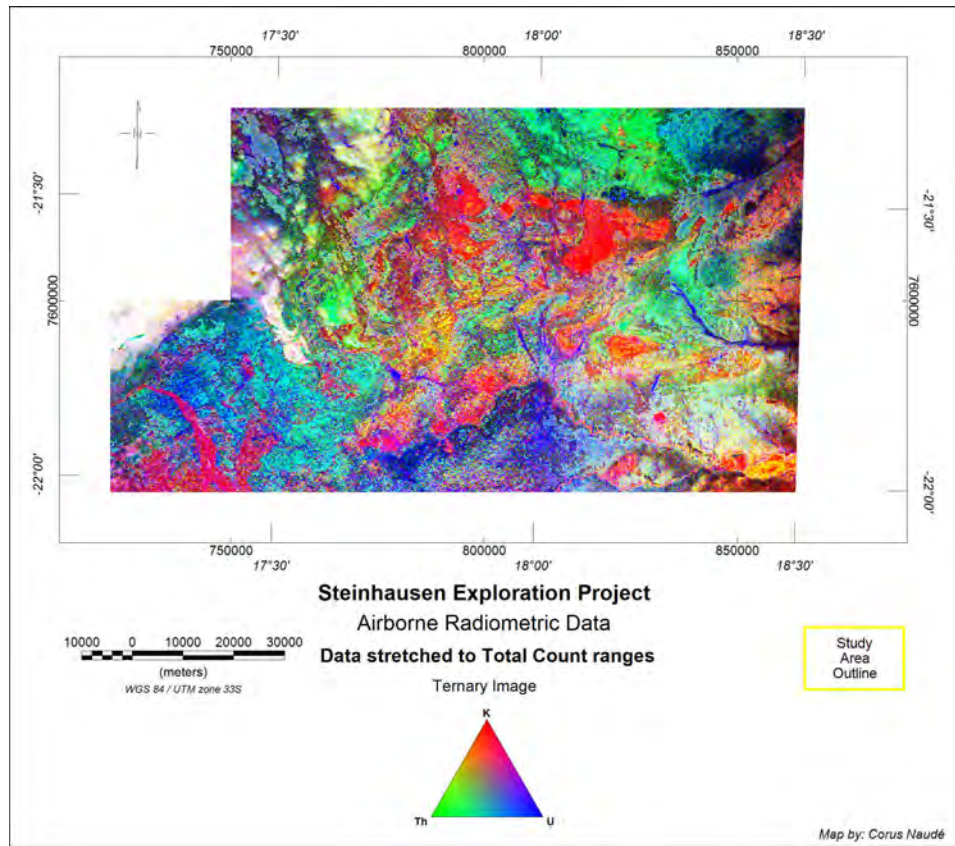 17°30' 18°00' 18°30'
750000 800000 850000
-21°30' -21°30'
7600000 7600000
-22°00' -22°00'
750000 800000 850000
17°30' 18°00' 18°30'
Steinhausen Exploration Project
Airborne Radiometric Data
10000 0 10000 20000 30000
Data stretched to Total Count ranges
(meters)
WGS 84 / UTM zone 33S
Ternary Image
Study
Area
Outline
K
Th U
Map by: Corus Naudé